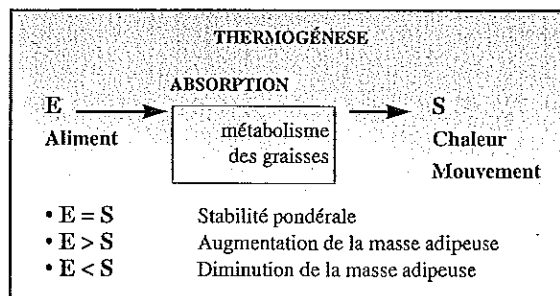 THERMOGÉNESE
ABSORPTION
E
S
Aliment
métabolisme
des graisses
Chaleur
Mouvement
• E = S Stabilité pondérale
• E > S Augmentation de la masse adipeuse
• E < S Diminution de la masse adipeuse